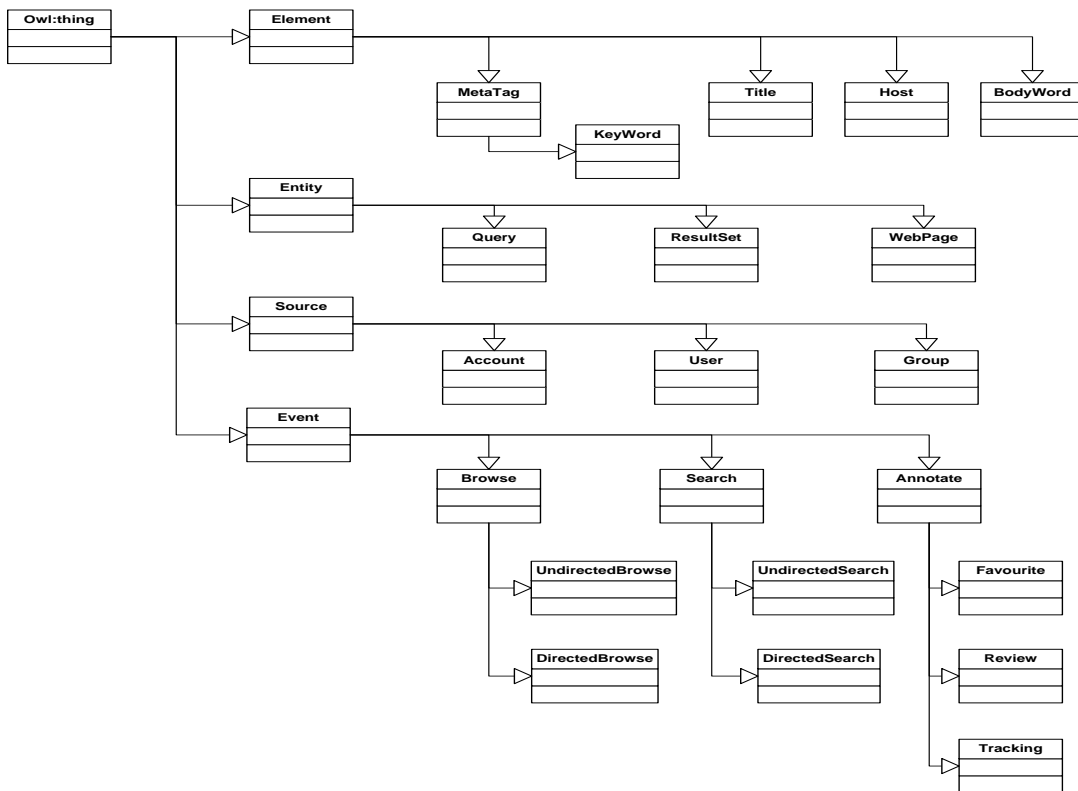 Owl:thing
Element
MetaTag
Title
Host
BodyWord
KeyWord
Entity
Query
ResultSet
WebPage
Source
Account
User
Group
Event
Browse
Search
Annotate
UndirectedBrowse
UndirectedSearch
Favourite
DirectedBrowse
DirectedSearch
Review
Tracking